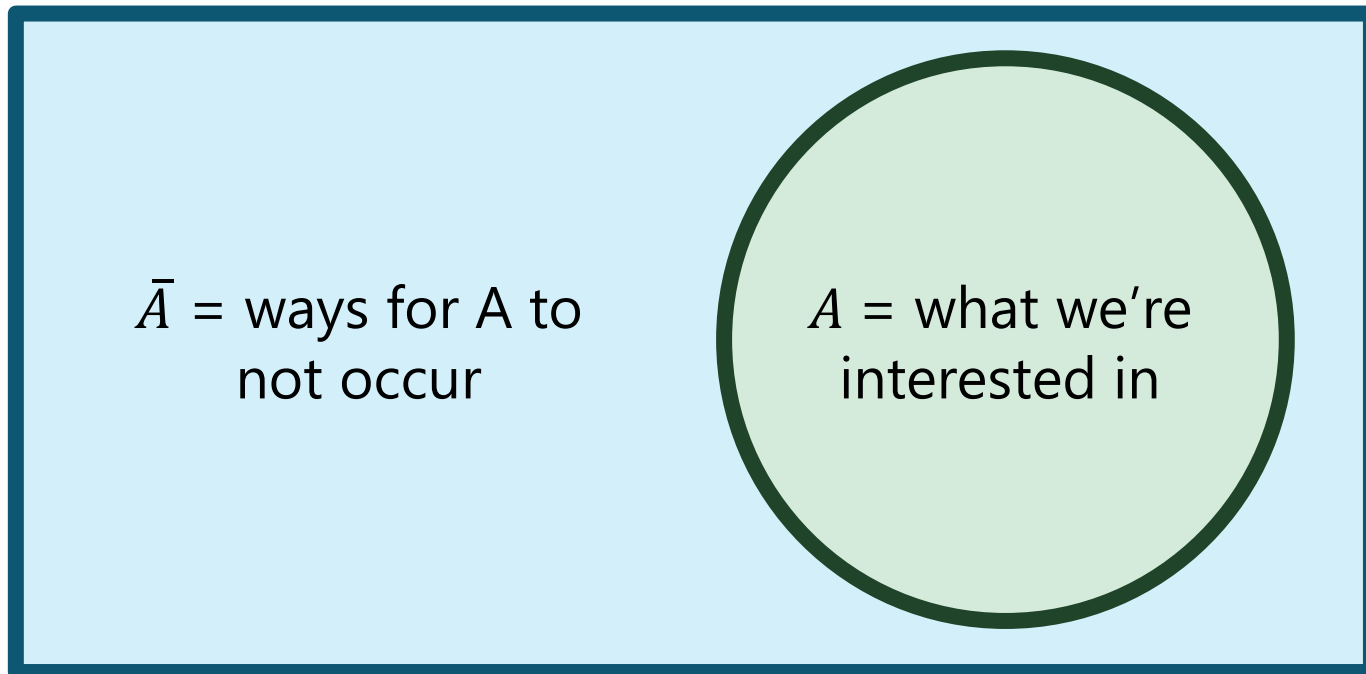 Ā = ways for A to
not occur
A = what we’re
interested in